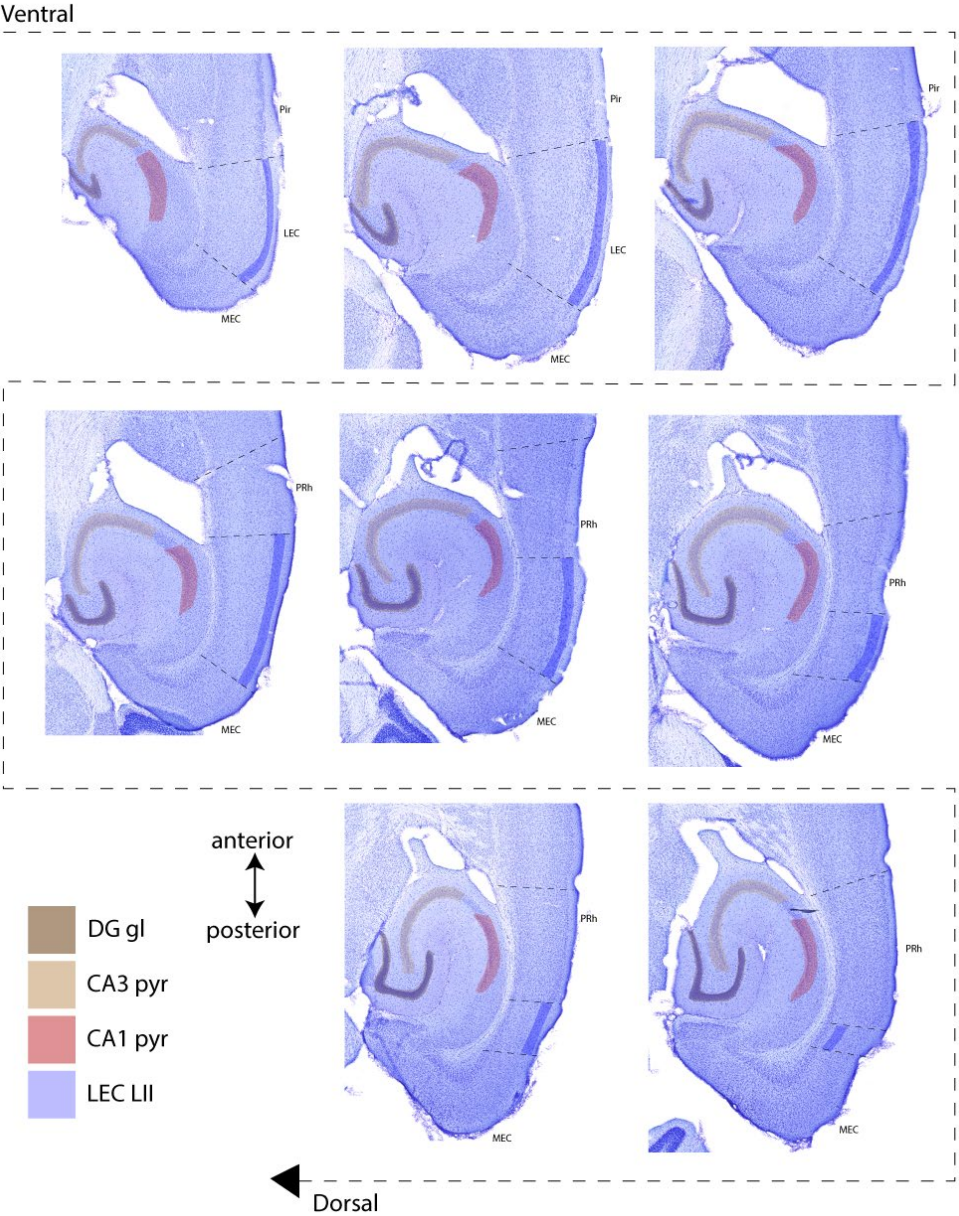 Ventral
Pir
LEC
MEC
Pir
LEC
MEC
Pir
PRh
MEC
PRh
MEC
PRh
MEC
anterior
posterior
DG gl
CA3 pyr
CA1 pyr
LEC LII
PRh
MEC
PRh
MEC
Dorsal